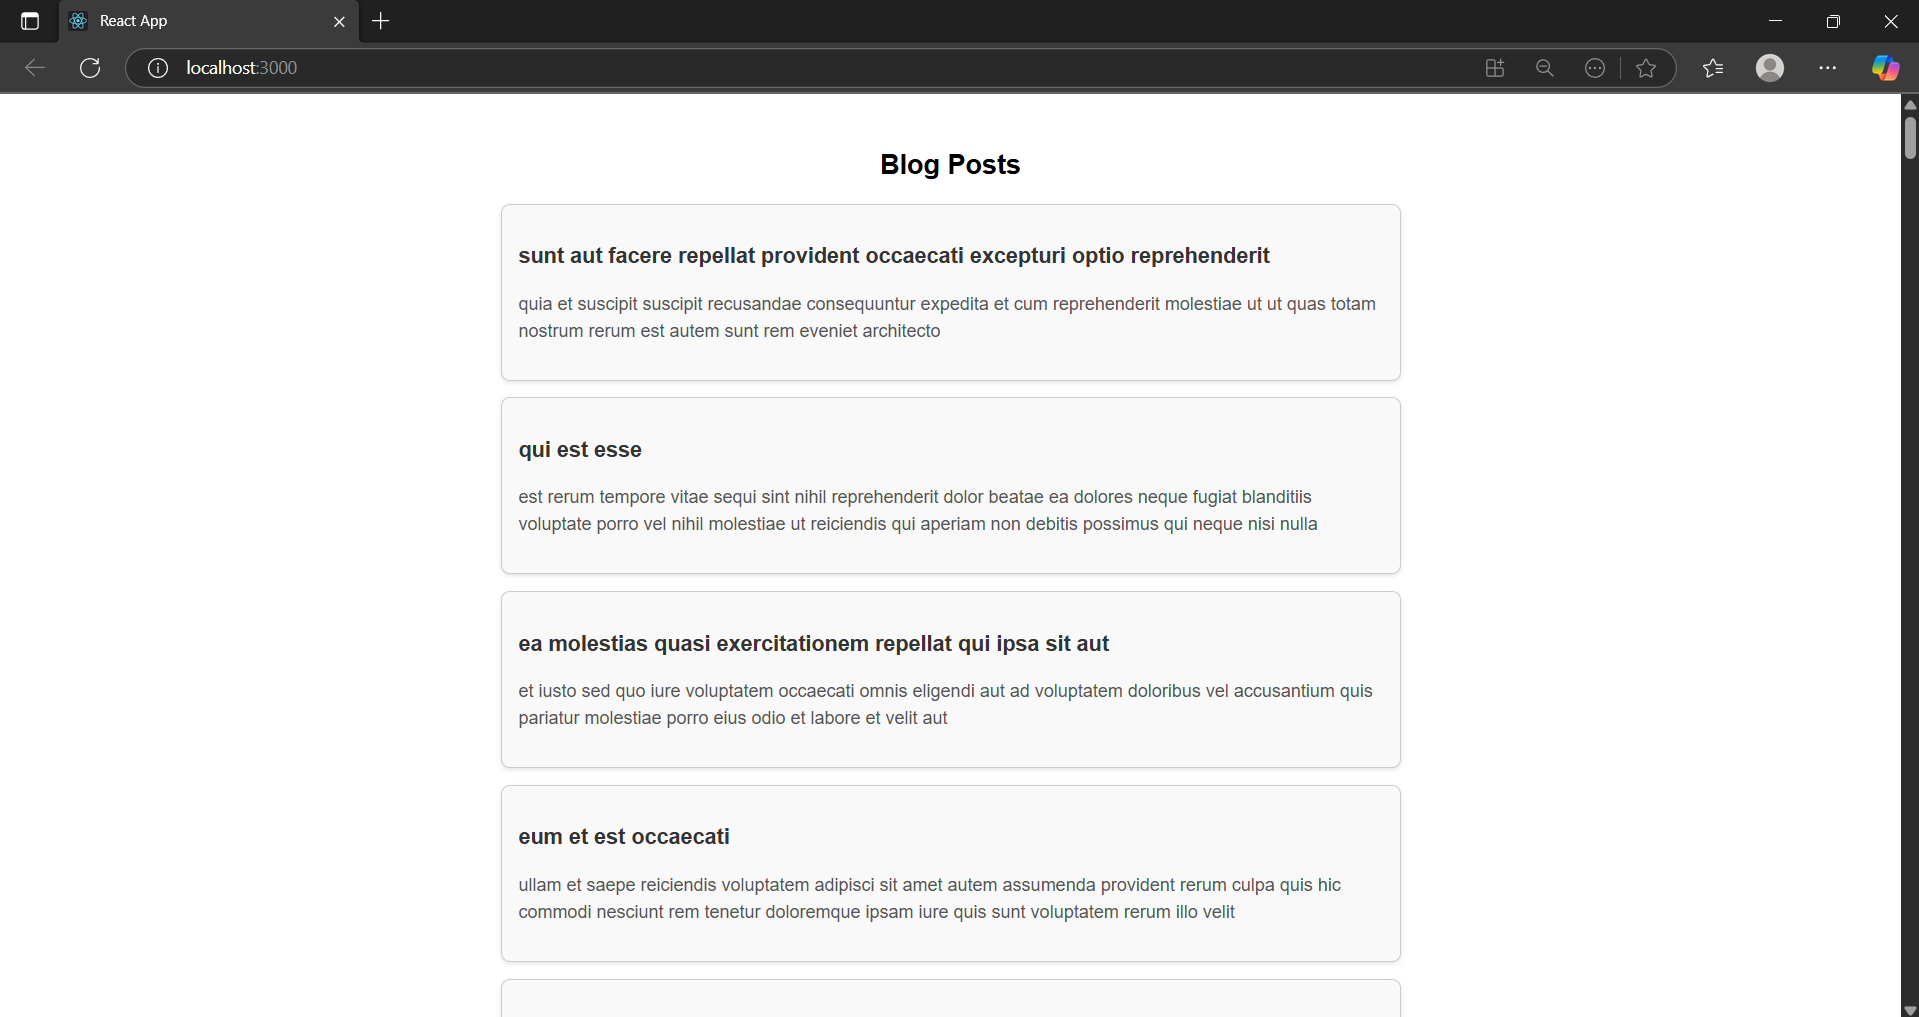 React App
localhost:3000
Blog Posts
sunt aut facere repellat provident occaecati excepturi optio reprehenderit
quia et suscipit suscipit recusandae consequuntur expedita et cum reprehenderit molestiae ut ut quas totam
nostrum rerum est autem sunt rem eveniet architecto
qui est esse
est rerum tempore vitae sequi sint nihil reprehenderit dolor beatae ea dolores neque fugiat blanditiis
voluptate porro vel nihil molestiae ut reiciendis qui aperiam non debitis possimus qui neque nisi nulla
ea molestias quasi exercitationem repellat qui ipsa sit aut
et iusto sed quo iure voluptatem occaecati omnis eligendi aut ad voluptatem doloribus vel accusantium quis
pariatur molestiae porro eius odio et labore et velit aut
eum et est occaecati
ullam et saepe reiciendis voluptatem adipisci sit amet autem assumenda provident rerum culpa quis hic
commodi nesciunt rem tenetur doloremque ipsam iure quis sunt voluptatem rerum illo velit